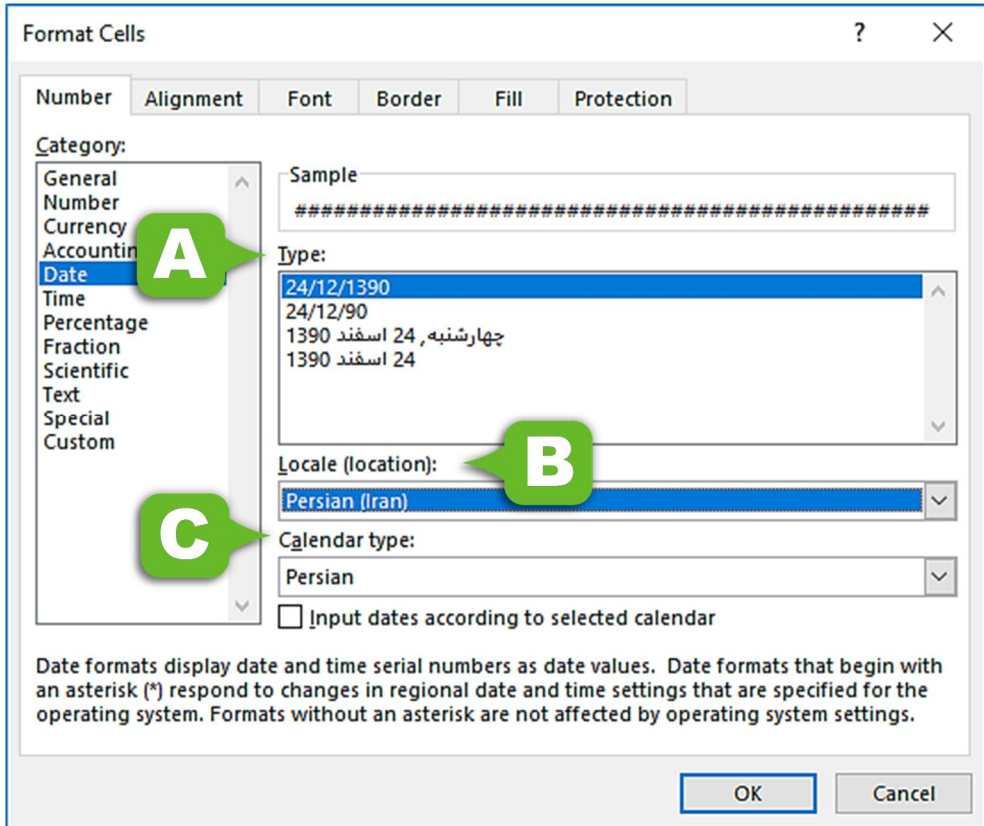 Format Cells
?
Number
Alignment
Font
Border
Fill
Protection
Category:
General
Number
Currency
Accountin
Date
Time
Percentage
Fraction
Scientific
Text
Special
Custom
Sample
################################################
A
Type:
24/12/1390
24/12/90
چهارشنبه, 24 اسفند 1390
24 اسفند 1390
Locale (location):
B
Persian (Iran)
C
Calendar type:
Persian
Input dates according to selected calendar
Date formats display date and time serial numbers as date values. Date formats that begin with
an asterisk (*) respond to changes in regional date and time settings that are specified for the
operating system. Formats without an asterisk are not affected by operating system settings.
OK
Cancel